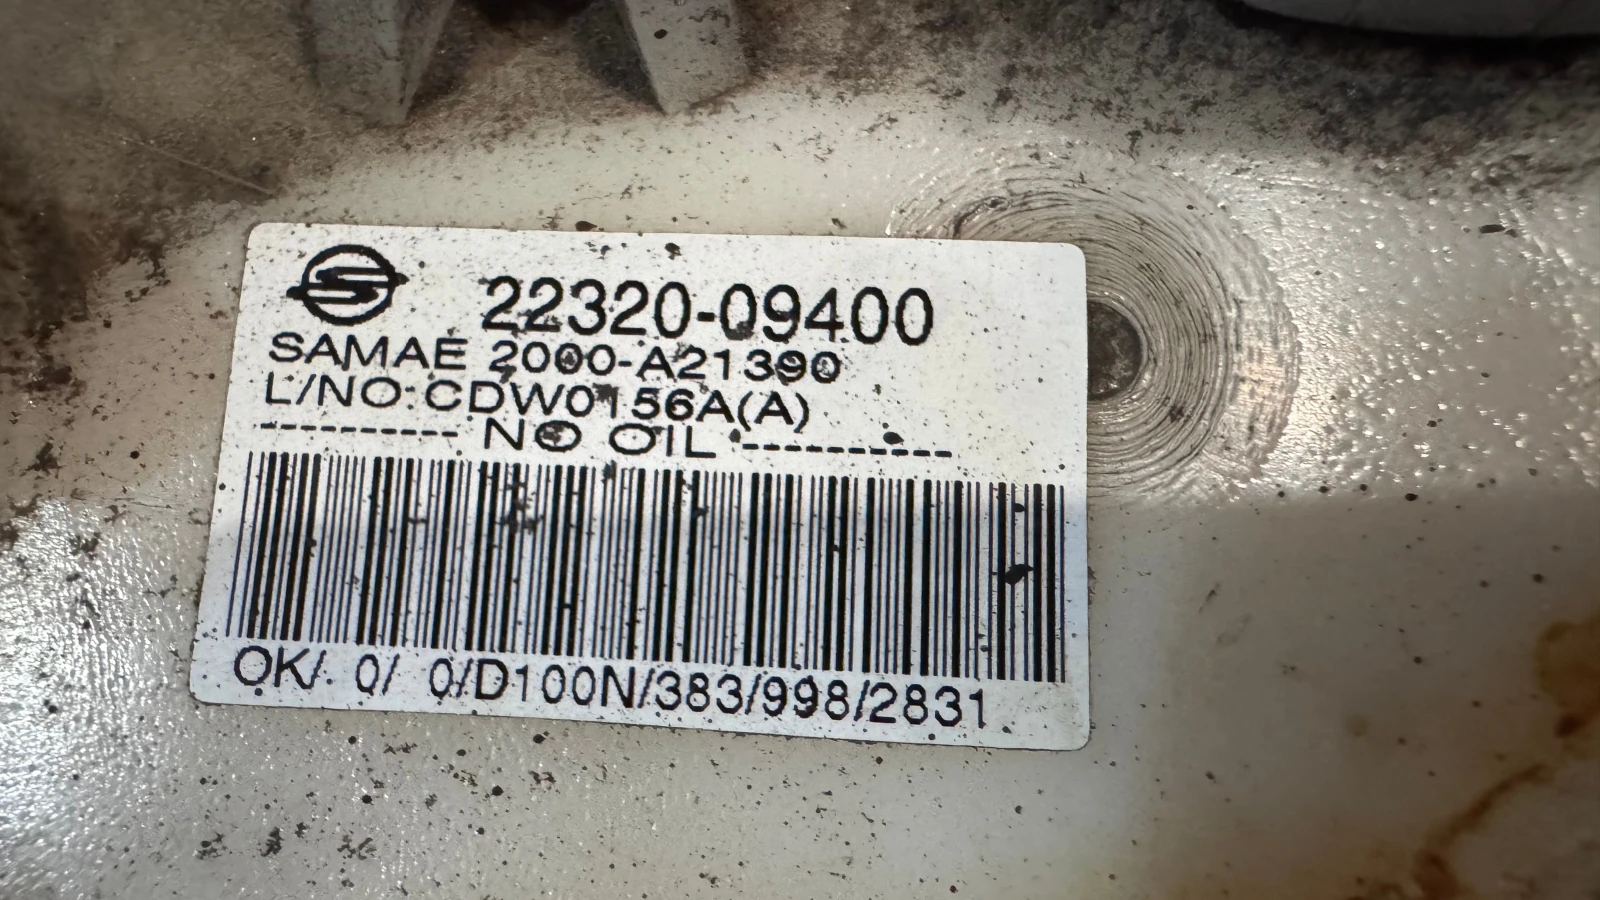 22320-09400
SAMAE 2000-A21390
L/NO:CDW0156A(A)
---------- NO OIL -----------
OK/ 0/ 0/D100N/383/998/2831